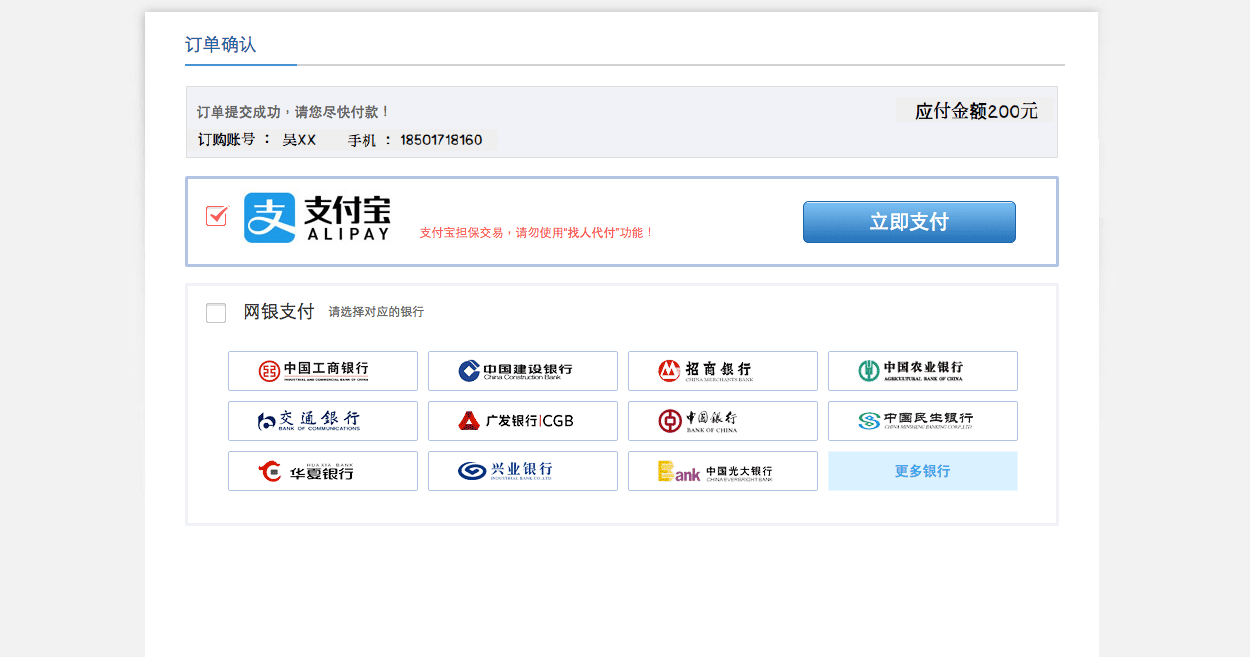 订单确认
订单提交成功，请您尽快付款！
应付金额200元
订购账号 ： 吴XX 手机 ： 18501718160
支付宝
ALIPAY
支付宝担保交易，请勿使用"找人代付"功能！
立即支付
网银支付 请选择对应的银行
中国工商银行
INDUSTRIAL AND COMMERCIAL BANK OF CHINA
中国建设银行
China Construction Bank
招商银行
CHINA MERCHANTS BANK
中国农业银行
AGRICULTURAL BANK OF CHINA
交通银行
BANK OF COMMUNICATIONS
广发银行|CGB
中国银行
BANK OF CHINA
中国民生银行
CHINA MINSHENG BANKING CORP.,LTD.
HUAXIA BANK
华夏银行
兴业银行
INDUSTRIAL BANK CO.,LTD.
Bank
中国光大银行
CHINA EVERBRIGHT BANK
更多银行